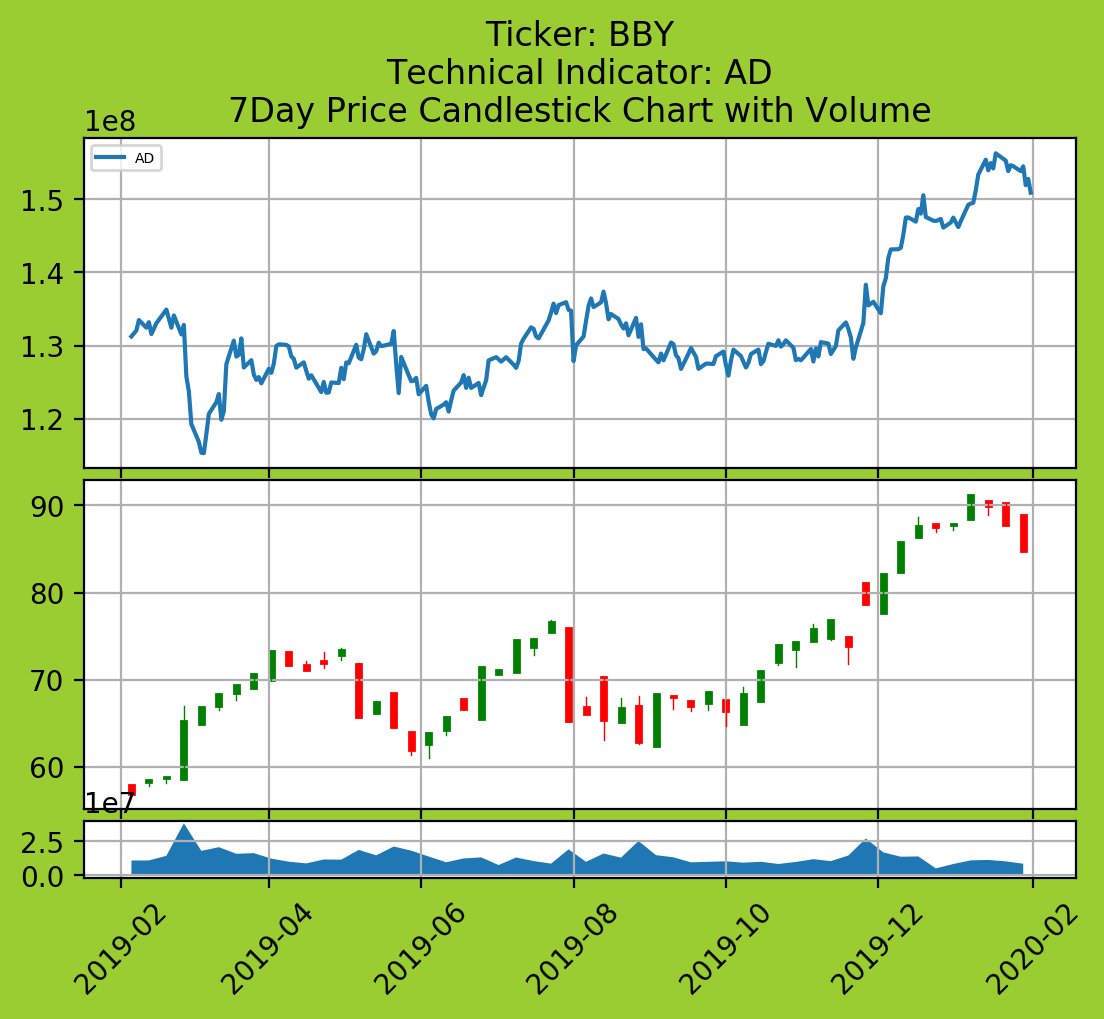 Ticker: BBY
Technical Indicator: AD
7Day Price Candlestick Chart with Volume
1e8
AD
1.5
1.4
1.3
1.2
90
80
70
60
1e7
2.5
0.0
2019-02
2019-04
2019-06
2019-08
2019-10
2019-12
2020-02